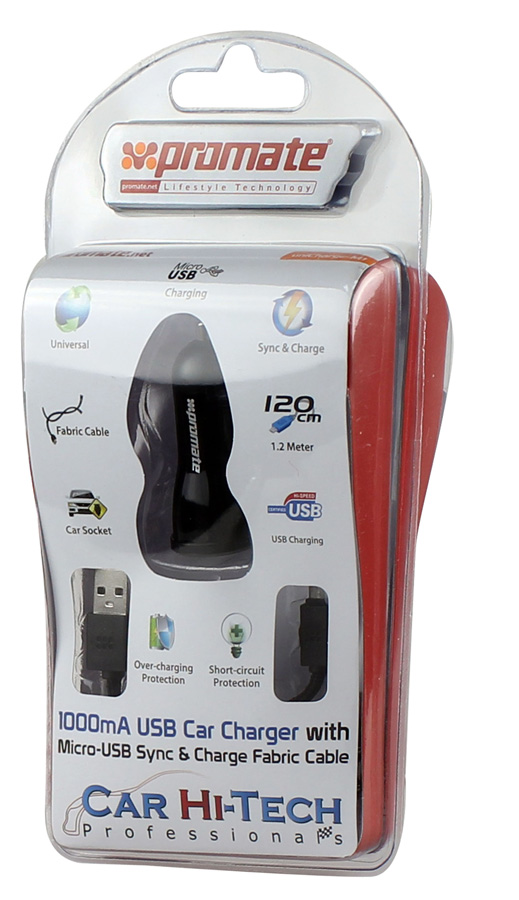 promate®
promate.net Lifestyle Technology
promate.net
Micro
USB
Charging
Universal
Sync & Charge
Fabric Cable
120
cm
1.2 Meter
promate
Car Socket
HI-SPEED
CERTIFIED USB
USB Charging
Over-charging
Protection
Short-circuit
Protection
1000mA USB Car Charger with
Micro-USB Sync & Charge Fabric Cable
CAR HI-TECH
Professionals